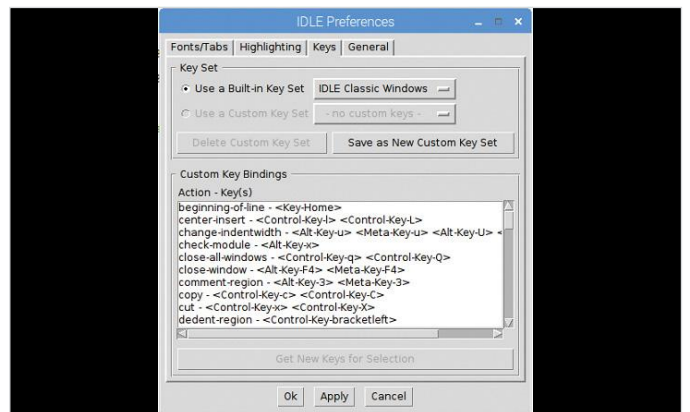 IDLE Preferences
Fonts/Tabs Highlighting Keys General
Key Set
Use a Built-in Key Set IDLE Classic Windows
Use a Custom Key Set - no custom keys -
Delete Custom Key Set Save as New Custom Key Set
Custom Key Bindings
Action - Key(s)
beginning-of-line - <Key-Home>
center-insert - <Control-Key-l> <Control-Key-L>
change-indentwidth - <Alt-Key-u> <Meta-Key-u> <Alt-Key-U> <
check-module - <Alt-Key-x>
close-all-windows - <Control-Key-q> <Control-Key-Q>
close-window - <Alt-Key-F4> <Meta-Key-F4>
comment-region - <Alt-Key-3> <Meta-Key-3>
copy - <Control-Key-c> <Control-Key-C>
cut - <Control-Key-x> <Control-Key-X>
dedent-region - <Control-Key-bracketleft>
Get New Keys for Selection
Ok Apply Cancel